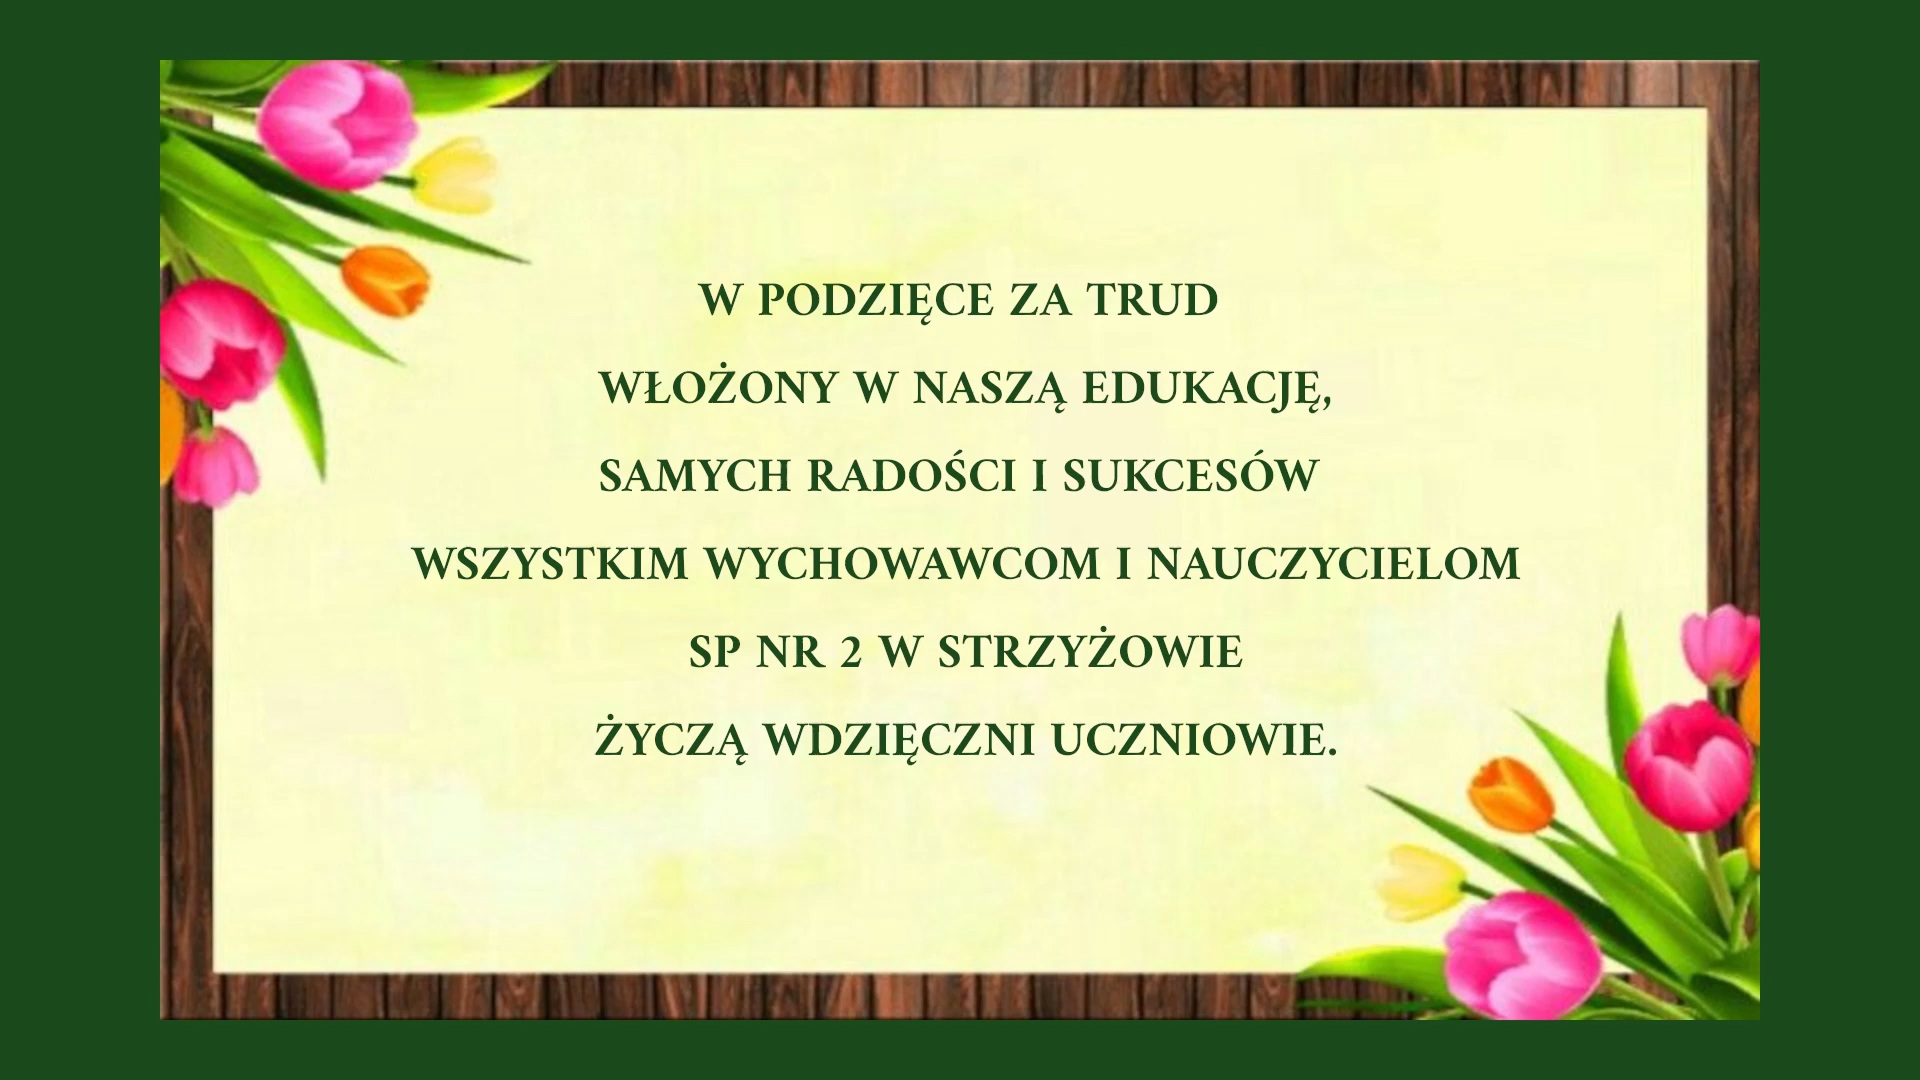 W PODZIĘCE ZA TRUD
WŁOŻONY W NASZĄ EDUKACJĘ,
SAMYCH RADOŚCI I SUKCESÓW
WSZYSTKIM WYCHOWAWCOM I NAUCZYCIELOM
SP NR 2 W STRZYŻOWIE
ŻYCZĄ WDZIĘCZNI UCZNIOWIE.